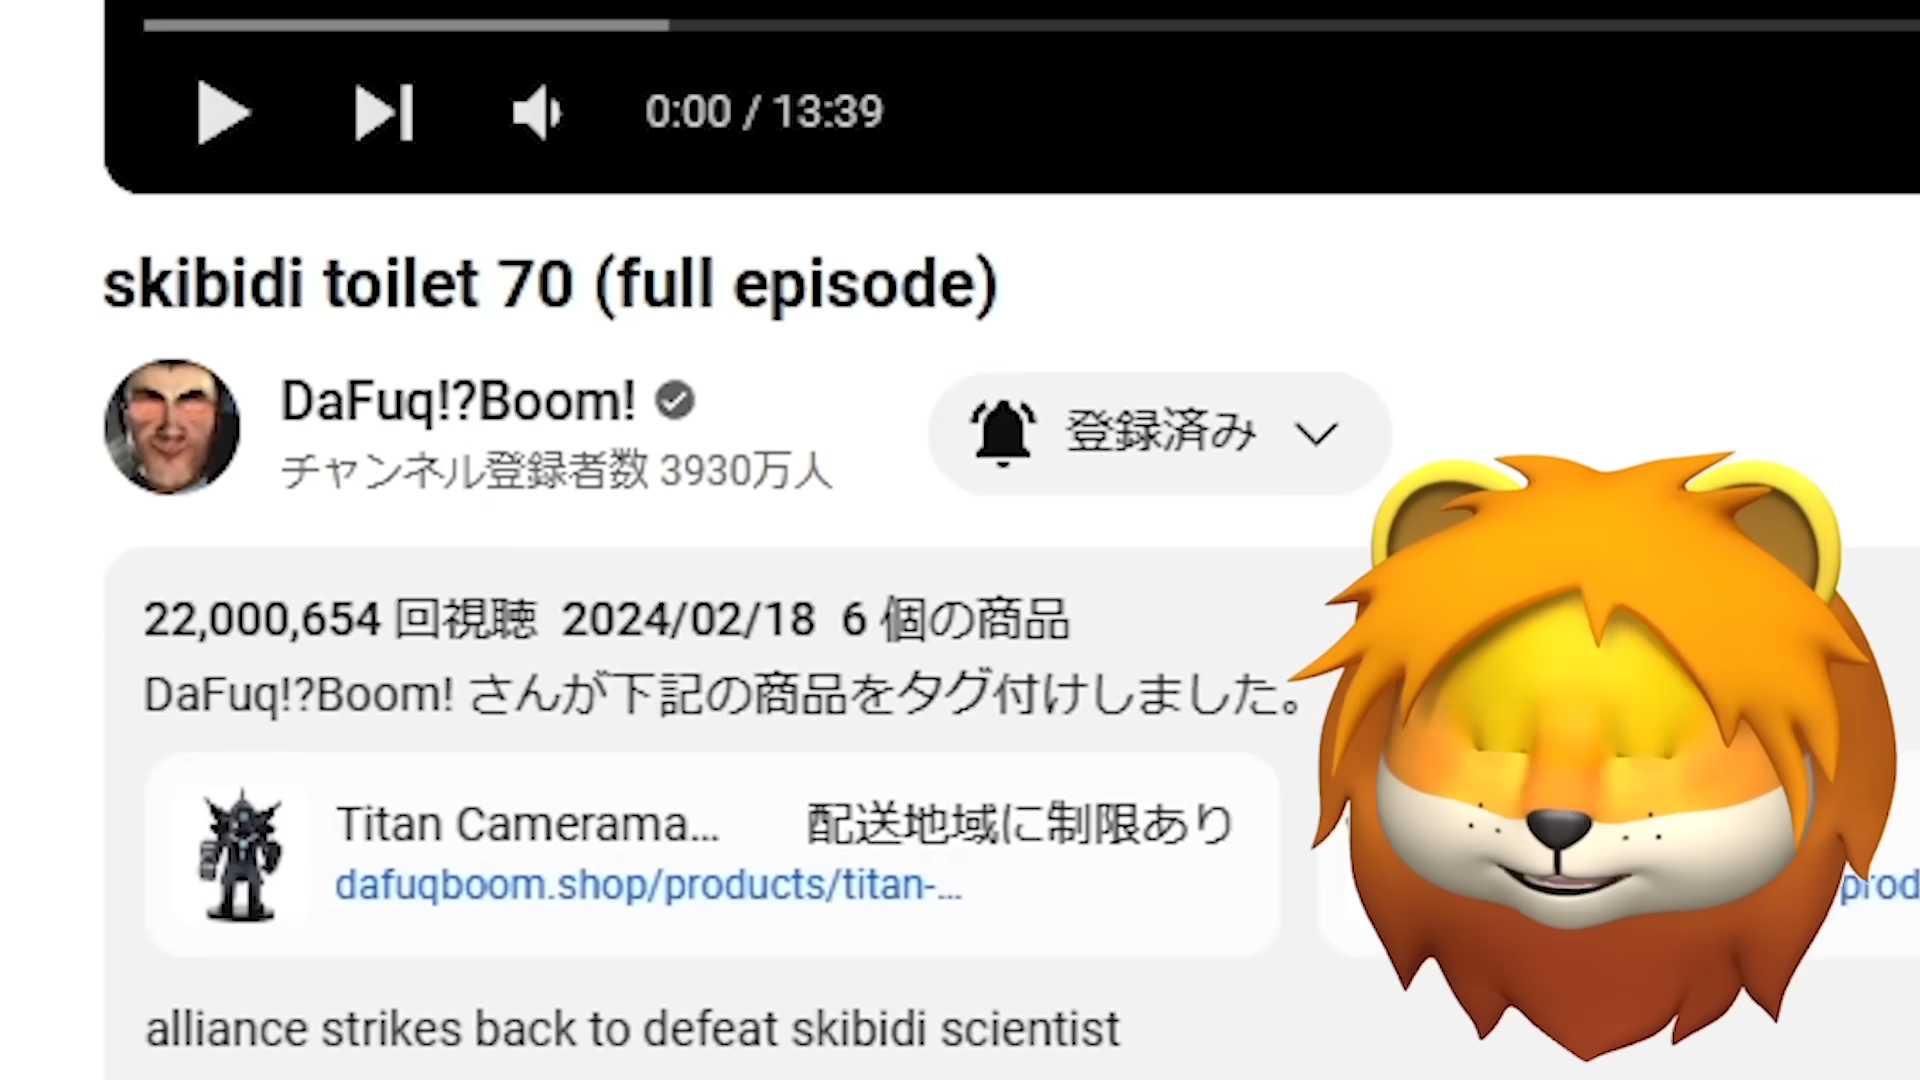 0:00 / 13:39
skibidi toilet 70 (full episode)
DaFuq!?Boom!
チャンネル登録者数 3930万人
登録済み
22,000,654 回視聴 2024/02/18 6 個の商品
DaFuq!?Boom! さんが下記の商品をタグ付けしました。
Titan Camerama... 配送地域に制限あり
dafuqboom.shop/products/titan-...
prod
alliance strikes back to defeat skibidi scientist